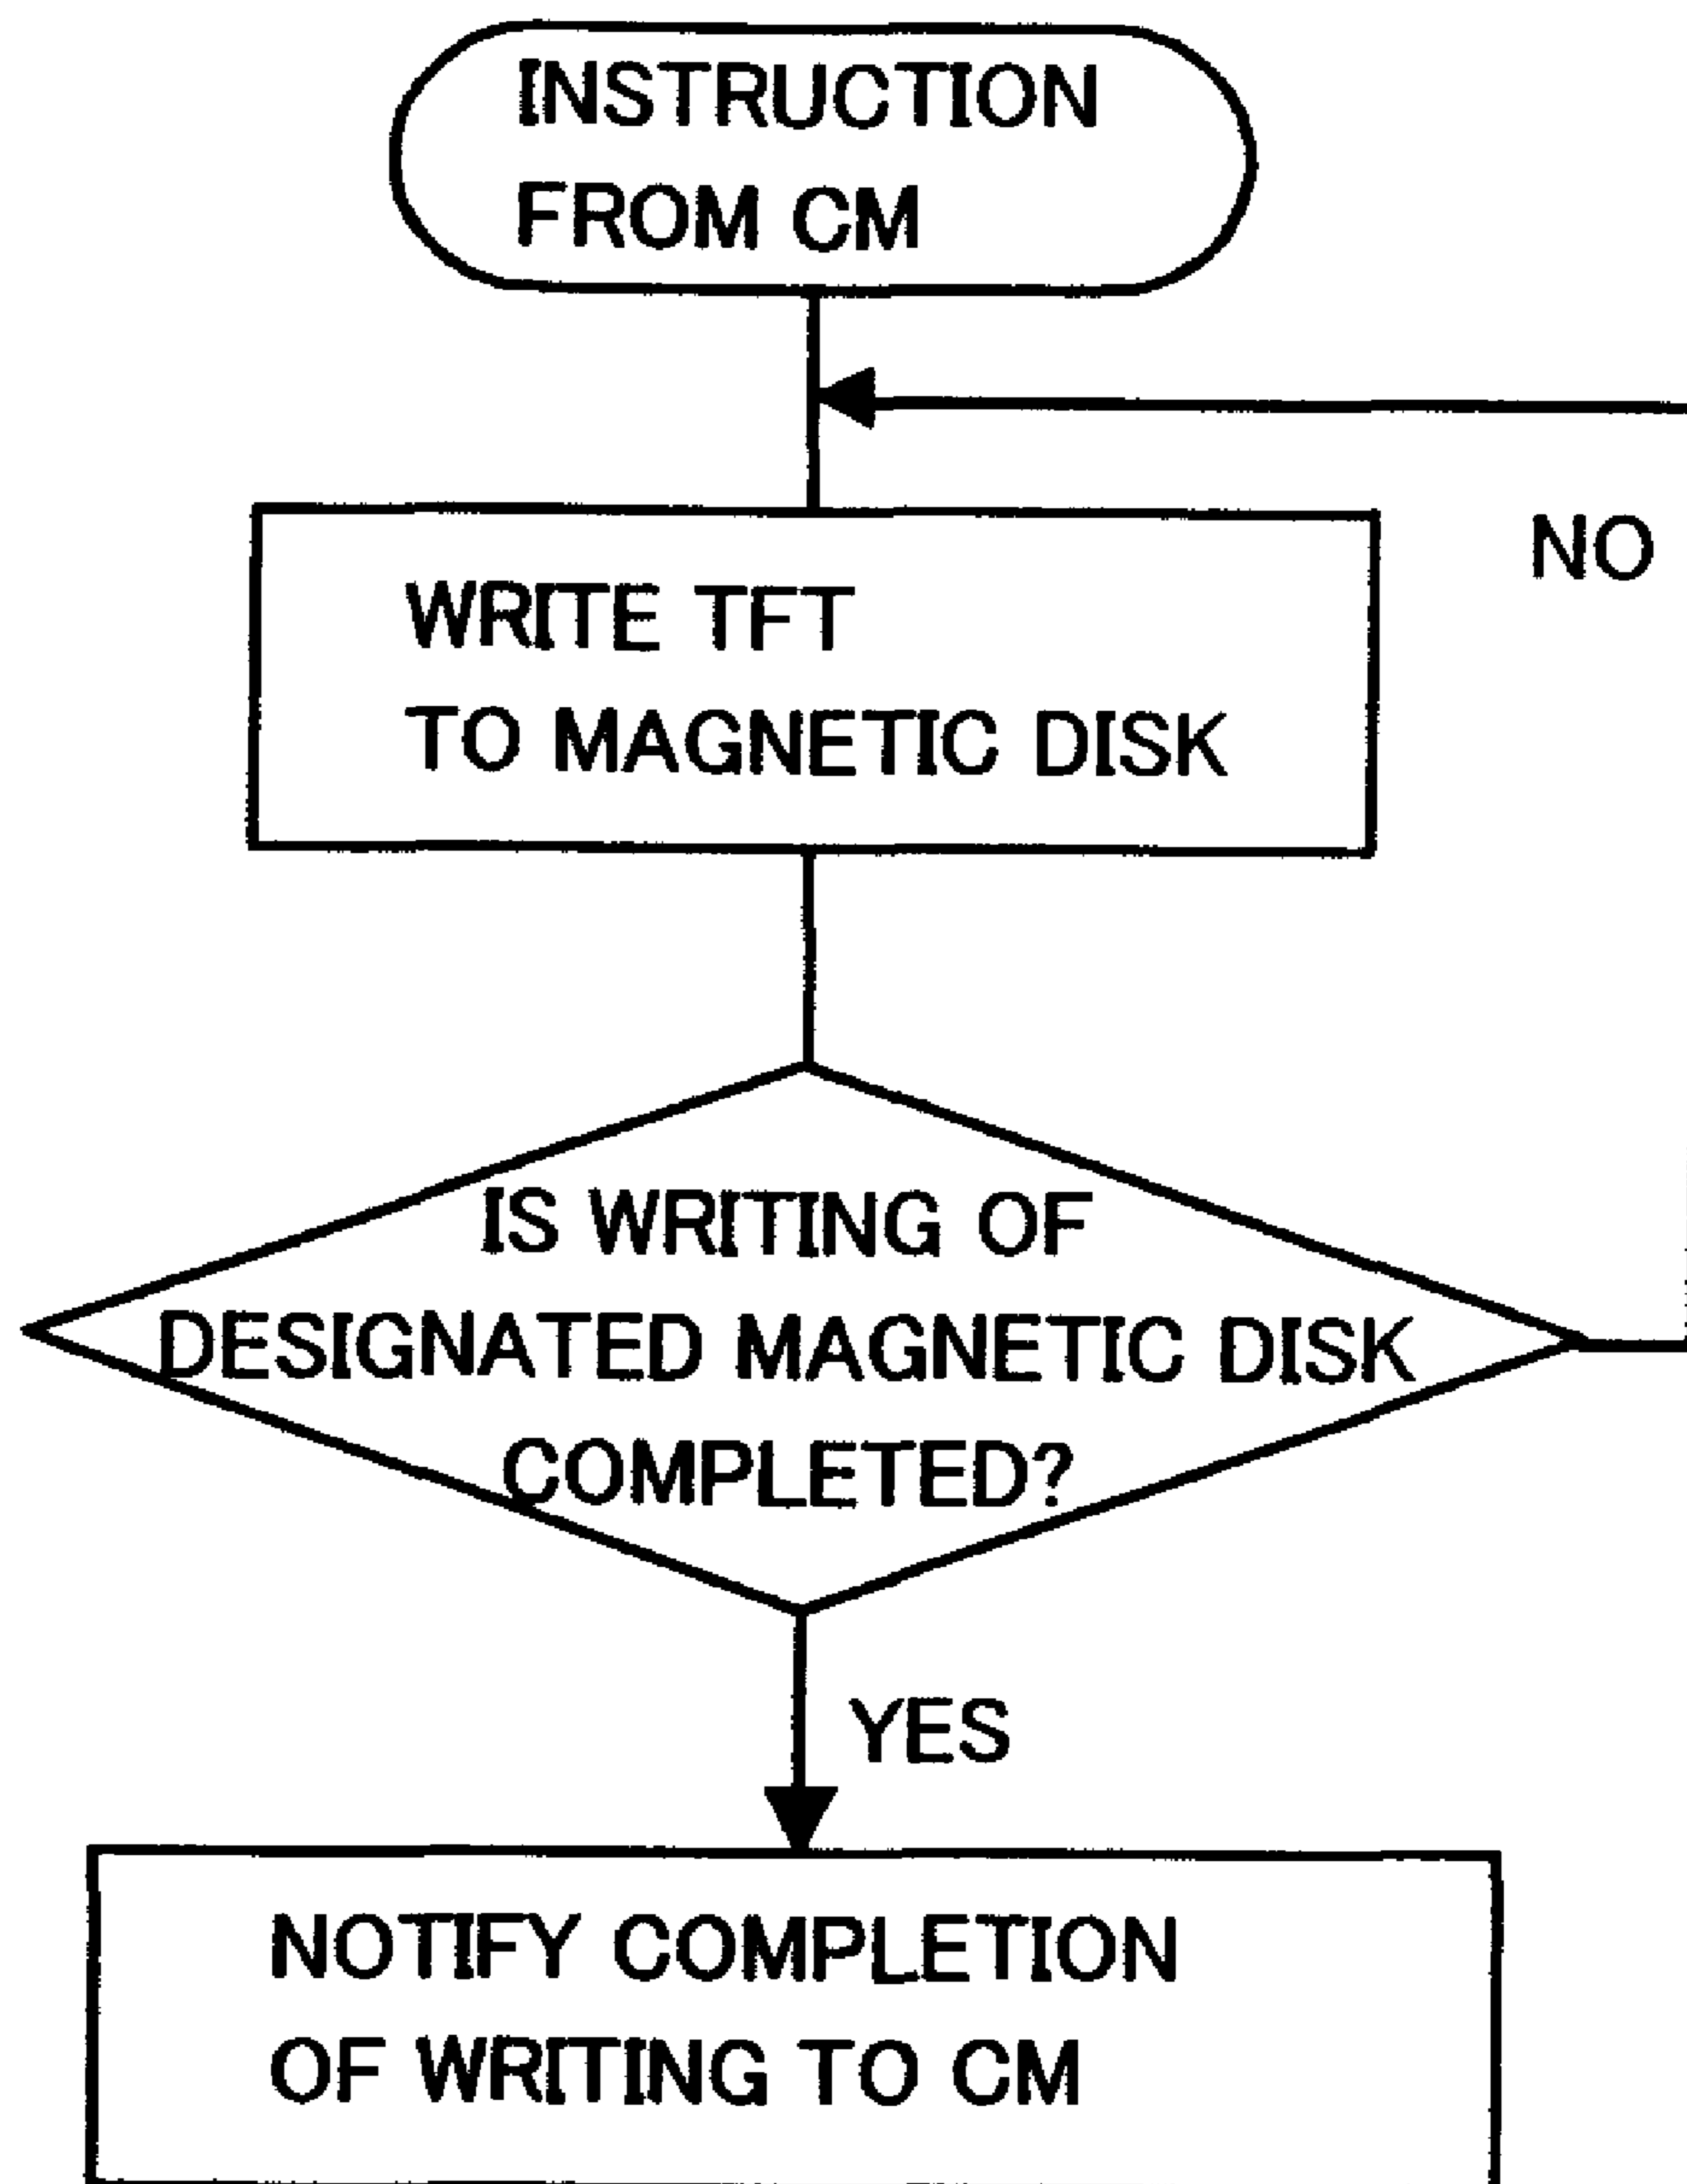 INSTRUCTION
FROM CM
NO
WRITE TFT
TO MAGNETIC DISK
IS WRITING OF
DESIGNATED MAGNETIC DISK
COMPLETED?
YES
NOTIFY COMPLETION
OF WRITING TO CM